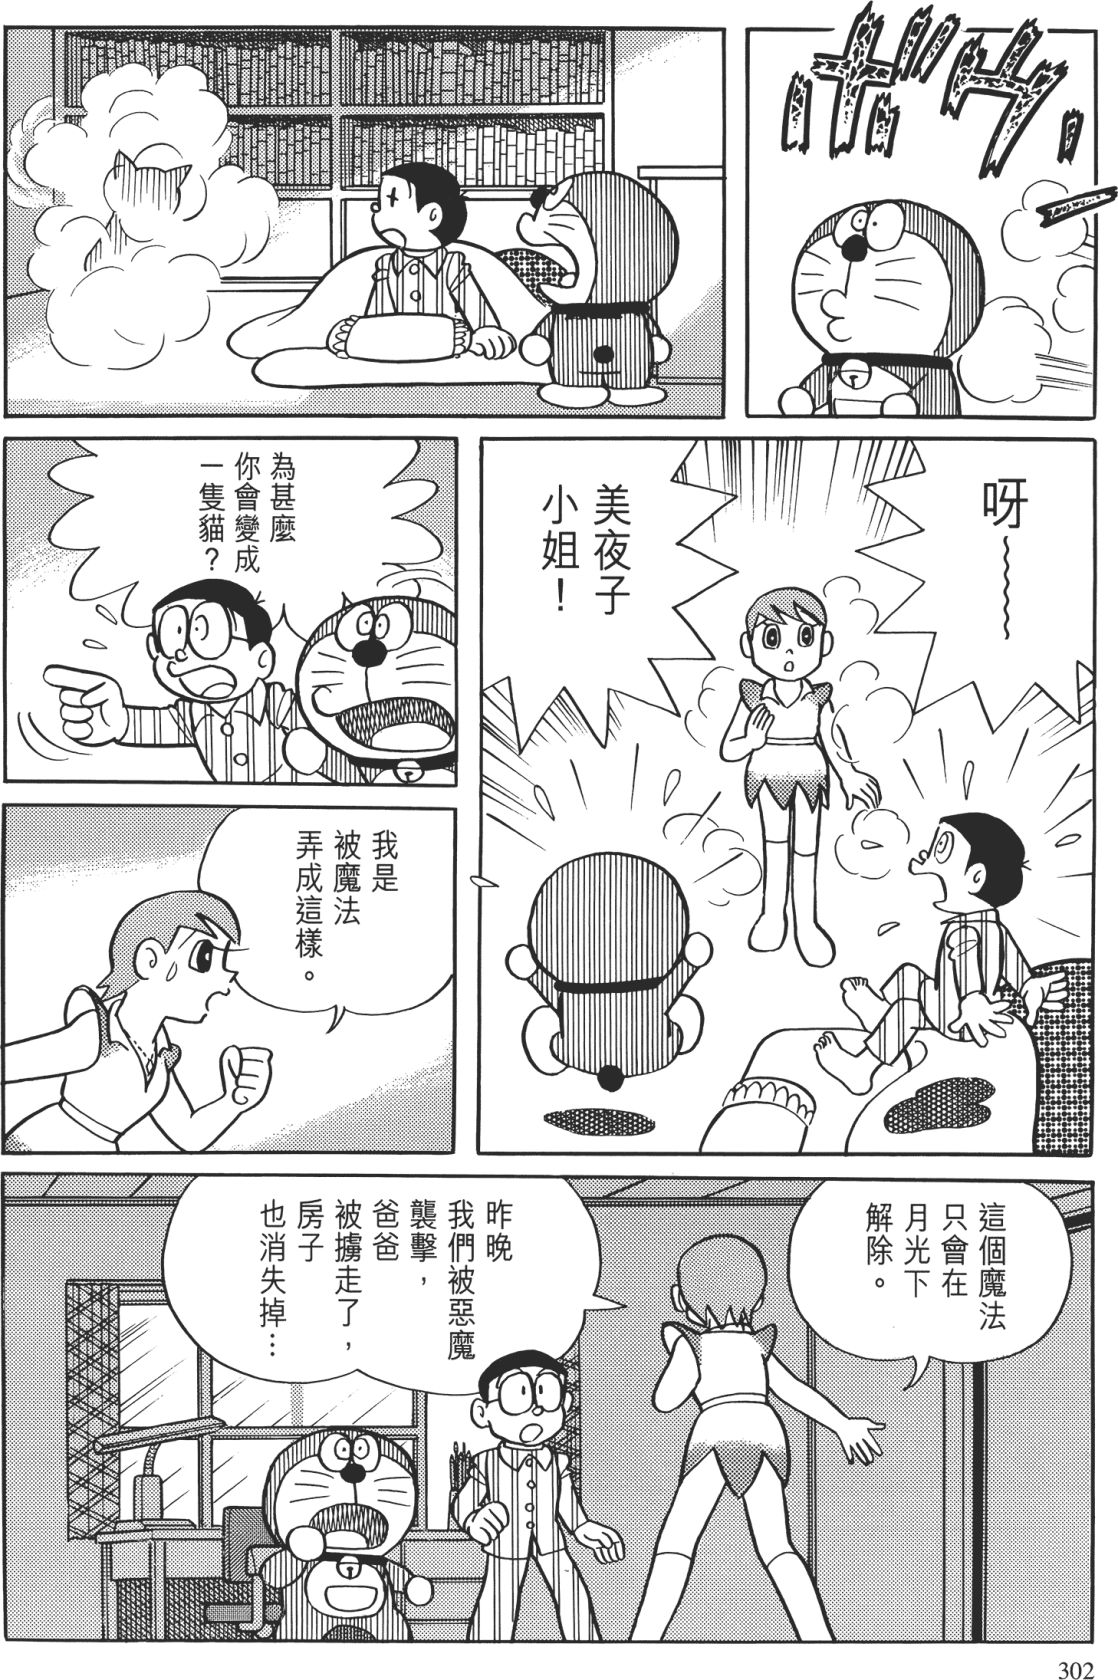 ボワッ
呀～
美夜子
小姐！
為甚麼
你會變成
一隻貓？
我是
被魔法
弄成這樣。
這個魔法
只會在
月光下
解除。
昨晚
我們被惡魔
襲擊，
爸爸
被擄走了，
房子
也消失掉…
302